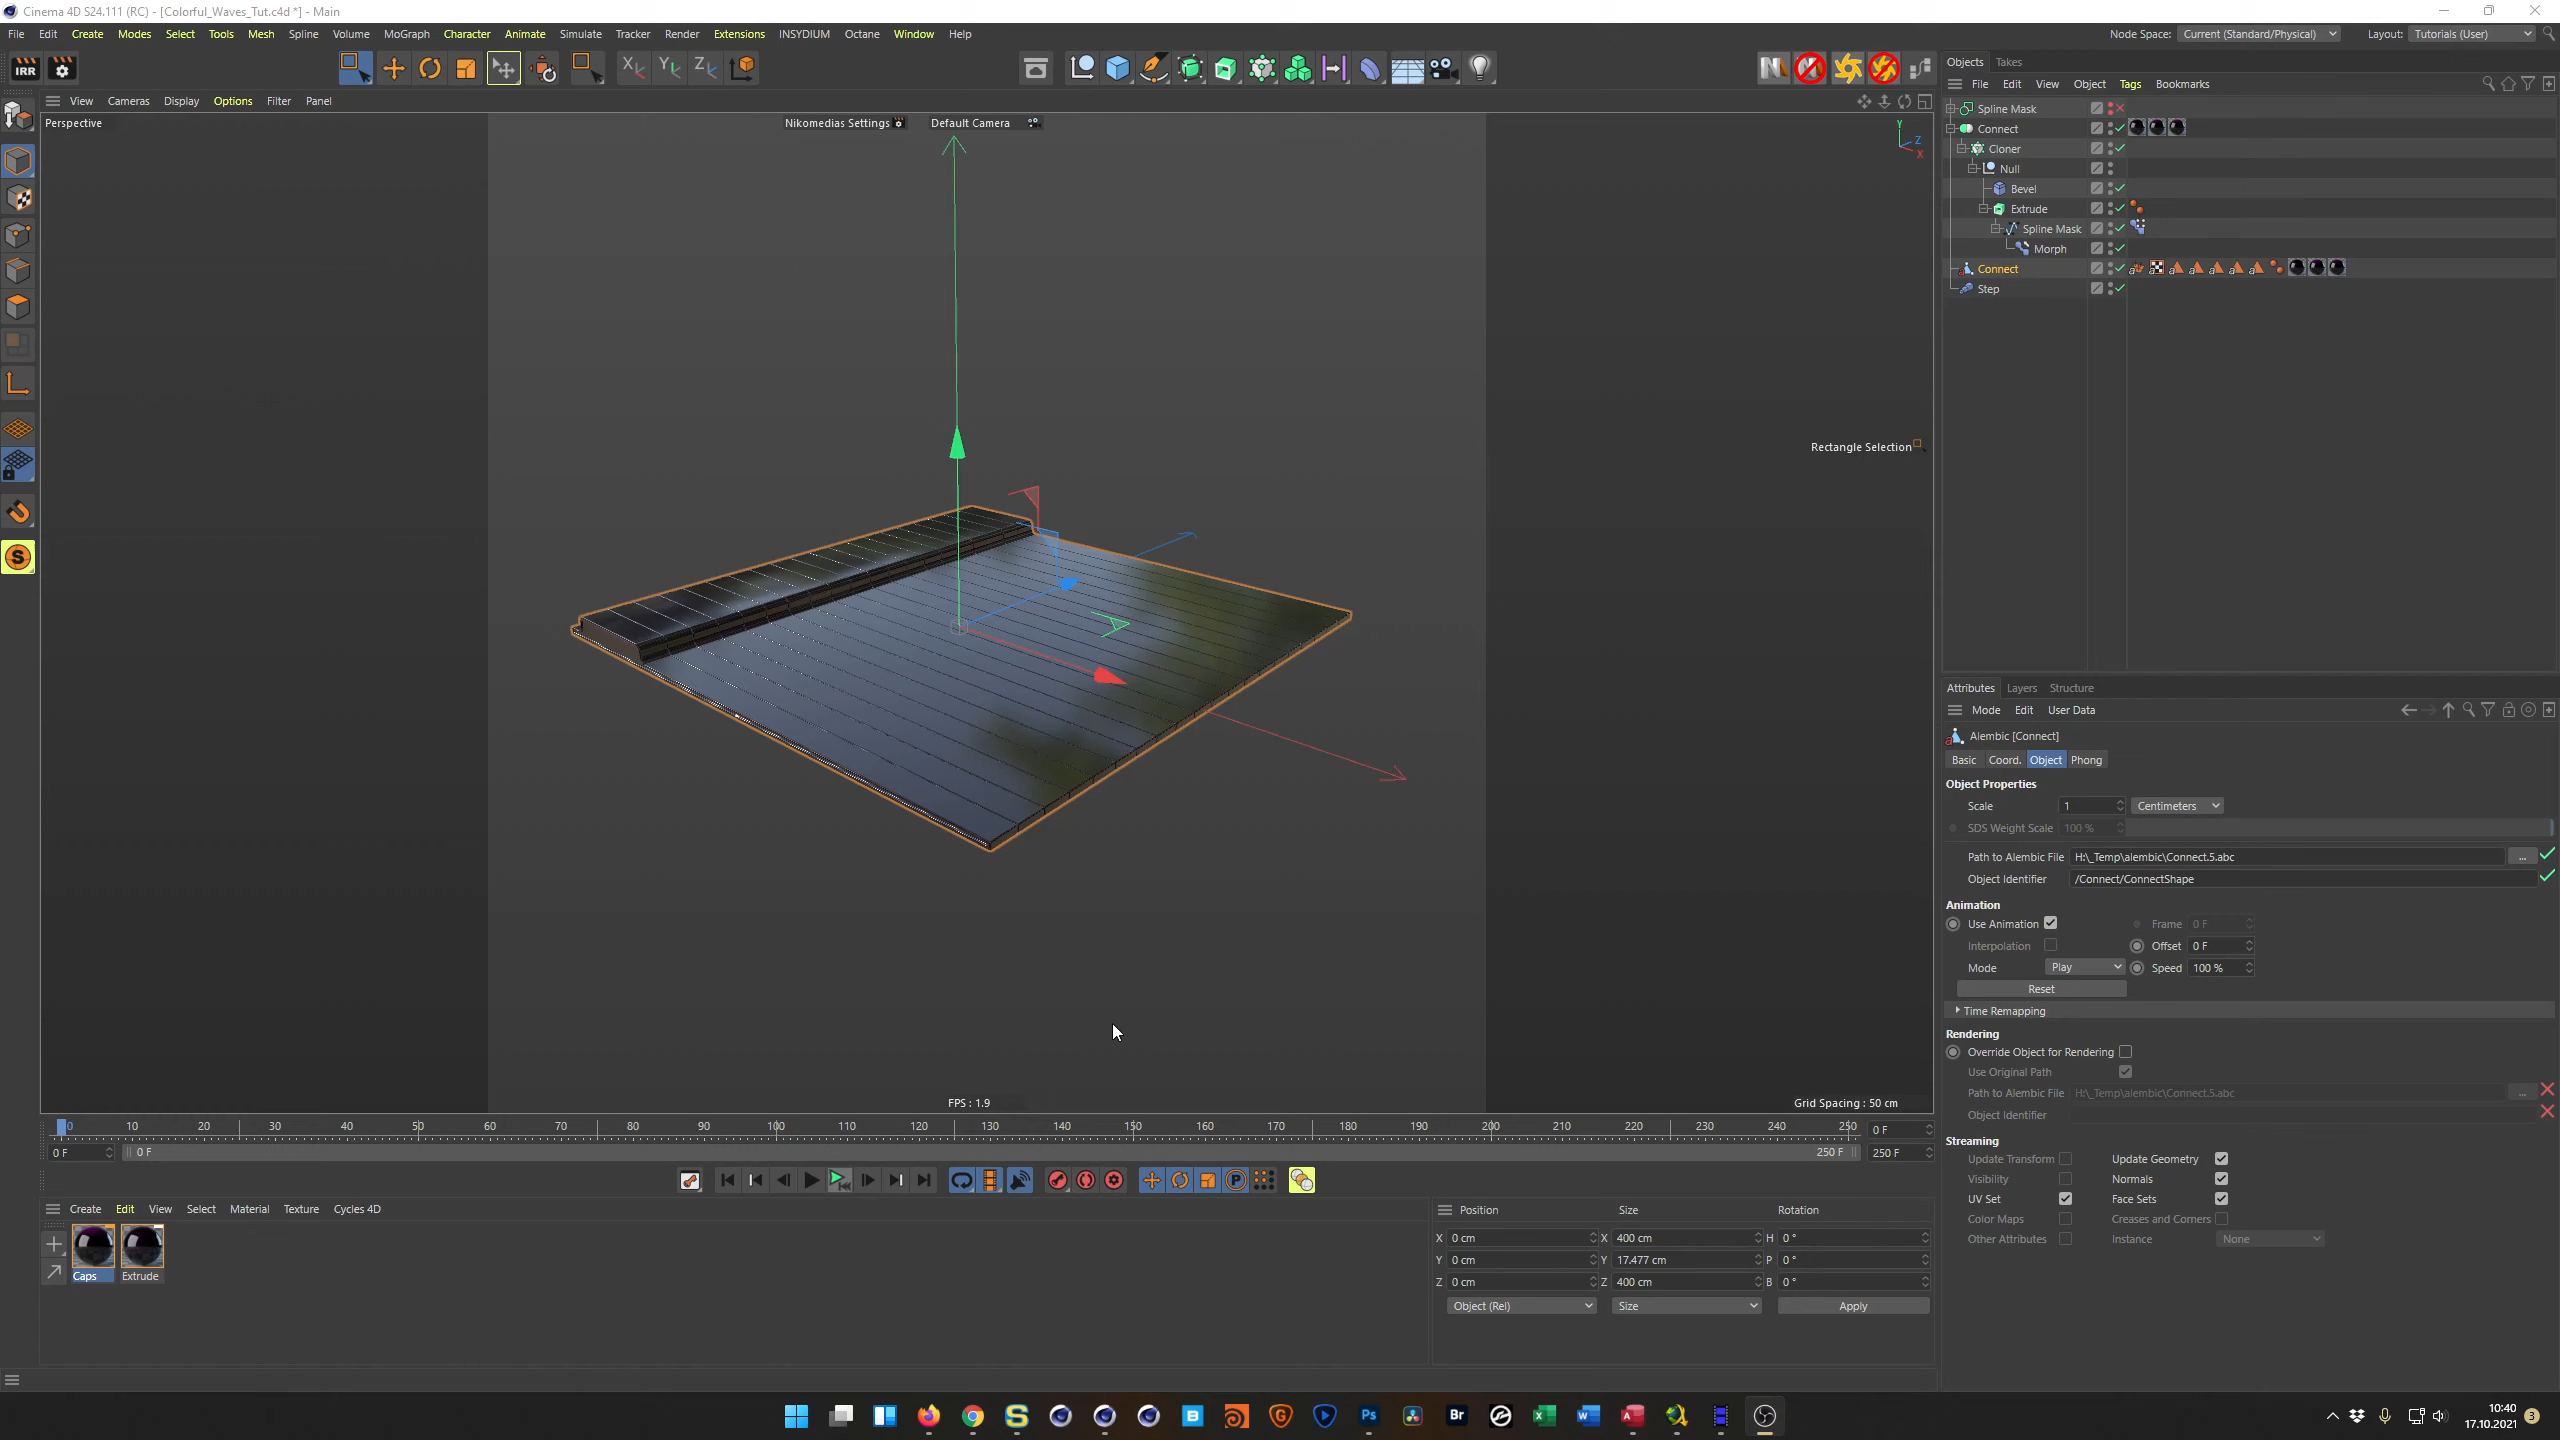 Cinema 4D S24.111 (RC) - [Colorful_Waves_Tut.c4d *] - Main
File Edit Create Modes Select Tools Mesh Spline Volume MoGraph Character Animate Simulate Tracker Render Extensions INSYDIUM Octane Window Help
Node Space: Current (Standard/Physical) Layout: Tutorials (User)
IRR
Objects Takes
File Edit View Object Tags Bookmarks
View Cameras Display Options Filter Panel
Perspective
Nikomedias Settings
Default Camera
Y
Z
X
Rectangle Selection
FPS : 1.9
Grid Spacing : 50 cm
Spline Mask
Connect
Cloner
Null
Bevel
Extrude
Spline Mask
Morph
Connect
Step
Attributes Layers Structure
Mode Edit User Data
Alembic [Connect]
Basic Coord. Object Phong
Object Properties
Scale 1 Centimeters
SDS Weight Scale 100 %
Path to Alembic File H:\_Temp\alembic\Connect.5.abc ...
Object Identifier /Connect/ConnectShape
Animation
Use Animation Frame 0 F
Interpolation Offset 0 F
Mode Play Speed 100 %
Reset
Time Remapping
Rendering
Override Object for Rendering
Use Original Path
Path to Alembic File H:\_Temp\alembic\Connect.5.abc ...
Object Identifier
Streaming
Update Transform Update Geometry
Visibility Normals
UV Set Face Sets
Color Maps Creases and Corners
Other Attributes Instance None
0 10 20 30 40 50 60 70 80 90 100 110 120 130 140 150 160 170 180 190 200 210 220 230 240 250 0 F
0 F 0 F 250 F 250 F
Create Edit View Select Material Texture Cycles 4D
Caps Extrude
Position Size Rotation
X 0 cm X 400 cm H 0 °
Y 0 cm Y 17.477 cm P 0 °
Z 0 cm Z 400 cm B 0 °
Object (Rel) Size Apply
10:40
17.10.2021
3